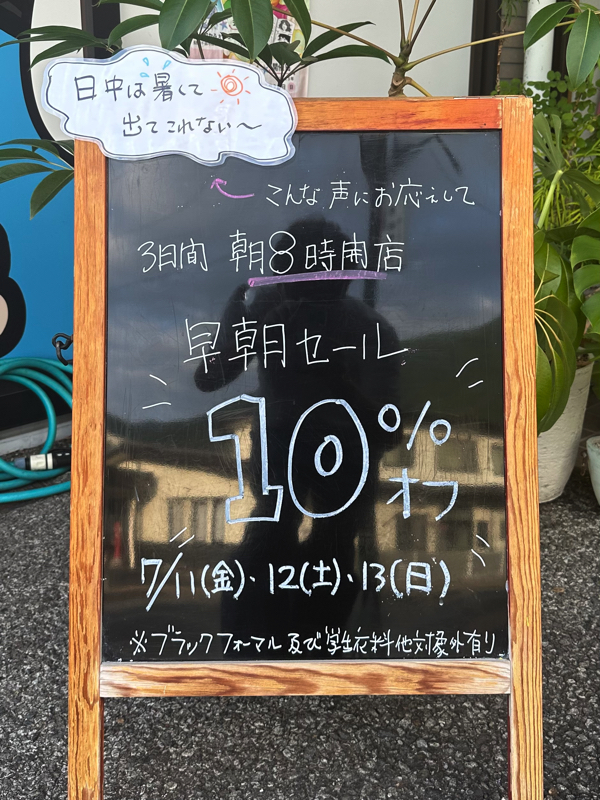 日中は暑くて
出てこれない〜
こんな声にお応えして
3日間 朝8時開店
早朝セール
10%
オフ
7/11(金)・12(土)・13(日)
※ブラックフォーマル及び学生衣料他対象外有り